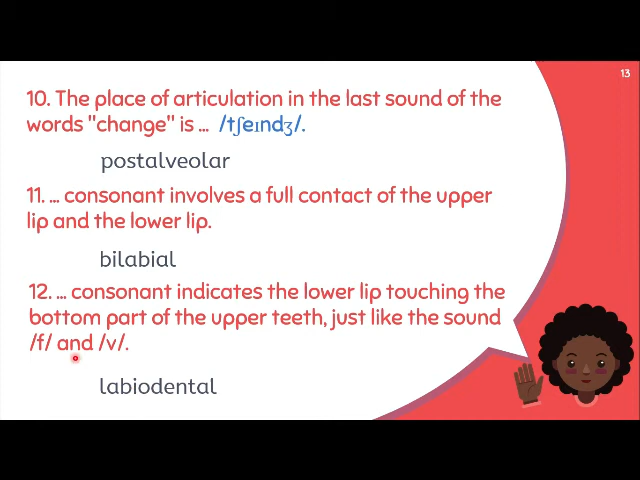 13
10. The place of articulation in the last sound of the
words "change" is ... /tʃeɪndʒ/.
postalveolar
11. ... consonant involves a full contact of the upper
lip and the lower lip.
bilabial
12. ... consonant indicates the lower lip touching the
bottom part of the upper teeth, just like the sound
/f/ and /v/.
labiodental